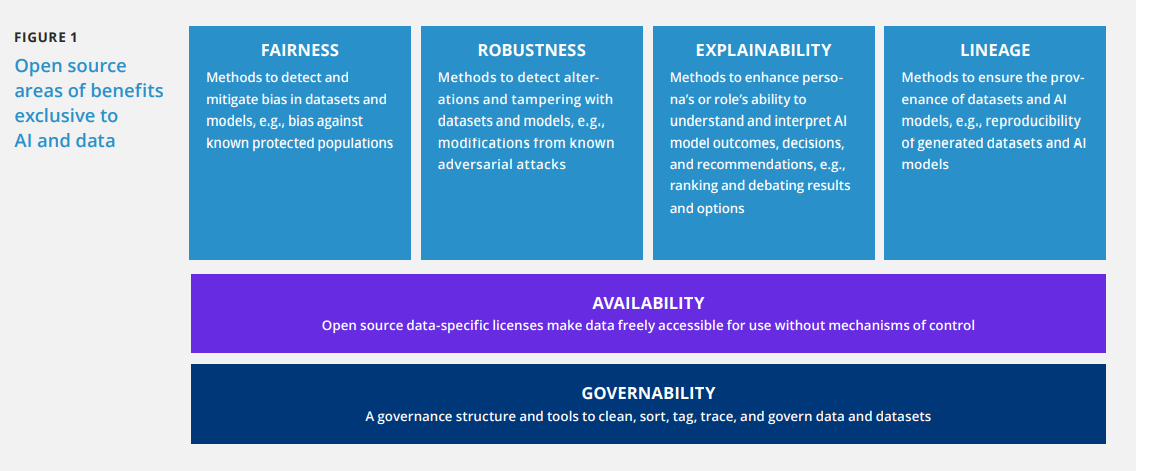 FIGURE 1
Open source
areas of benefits
exclusive to
AI and data
FAIRNESS
Methods to detect and
mitigate bias in datasets and
models, e.g., bias against
known protected populations
ROBUSTNESS
Methods to detect alter-
ations and tampering with
datasets and models, e.g.,
modifications from known
adversarial attacks
EXPLAINABILITY
Methods to enhance perso-
na's or role's ability to
understand and interpret AI
model outcomes, decisions,
and recommendations, e.g.,
ranking and debating results
and options
LINEAGE
Methods to ensure the prov-
enance of datasets and AI
models, e.g., reproducibility
of generated datasets and AI
models
AVAILABILITY
Open source data-specific licenses make data freely accessible for use without mechanisms of control
GOVERNABILITY
A governance structure and tools to clean, sort, tag, trace, and govern data and datasets